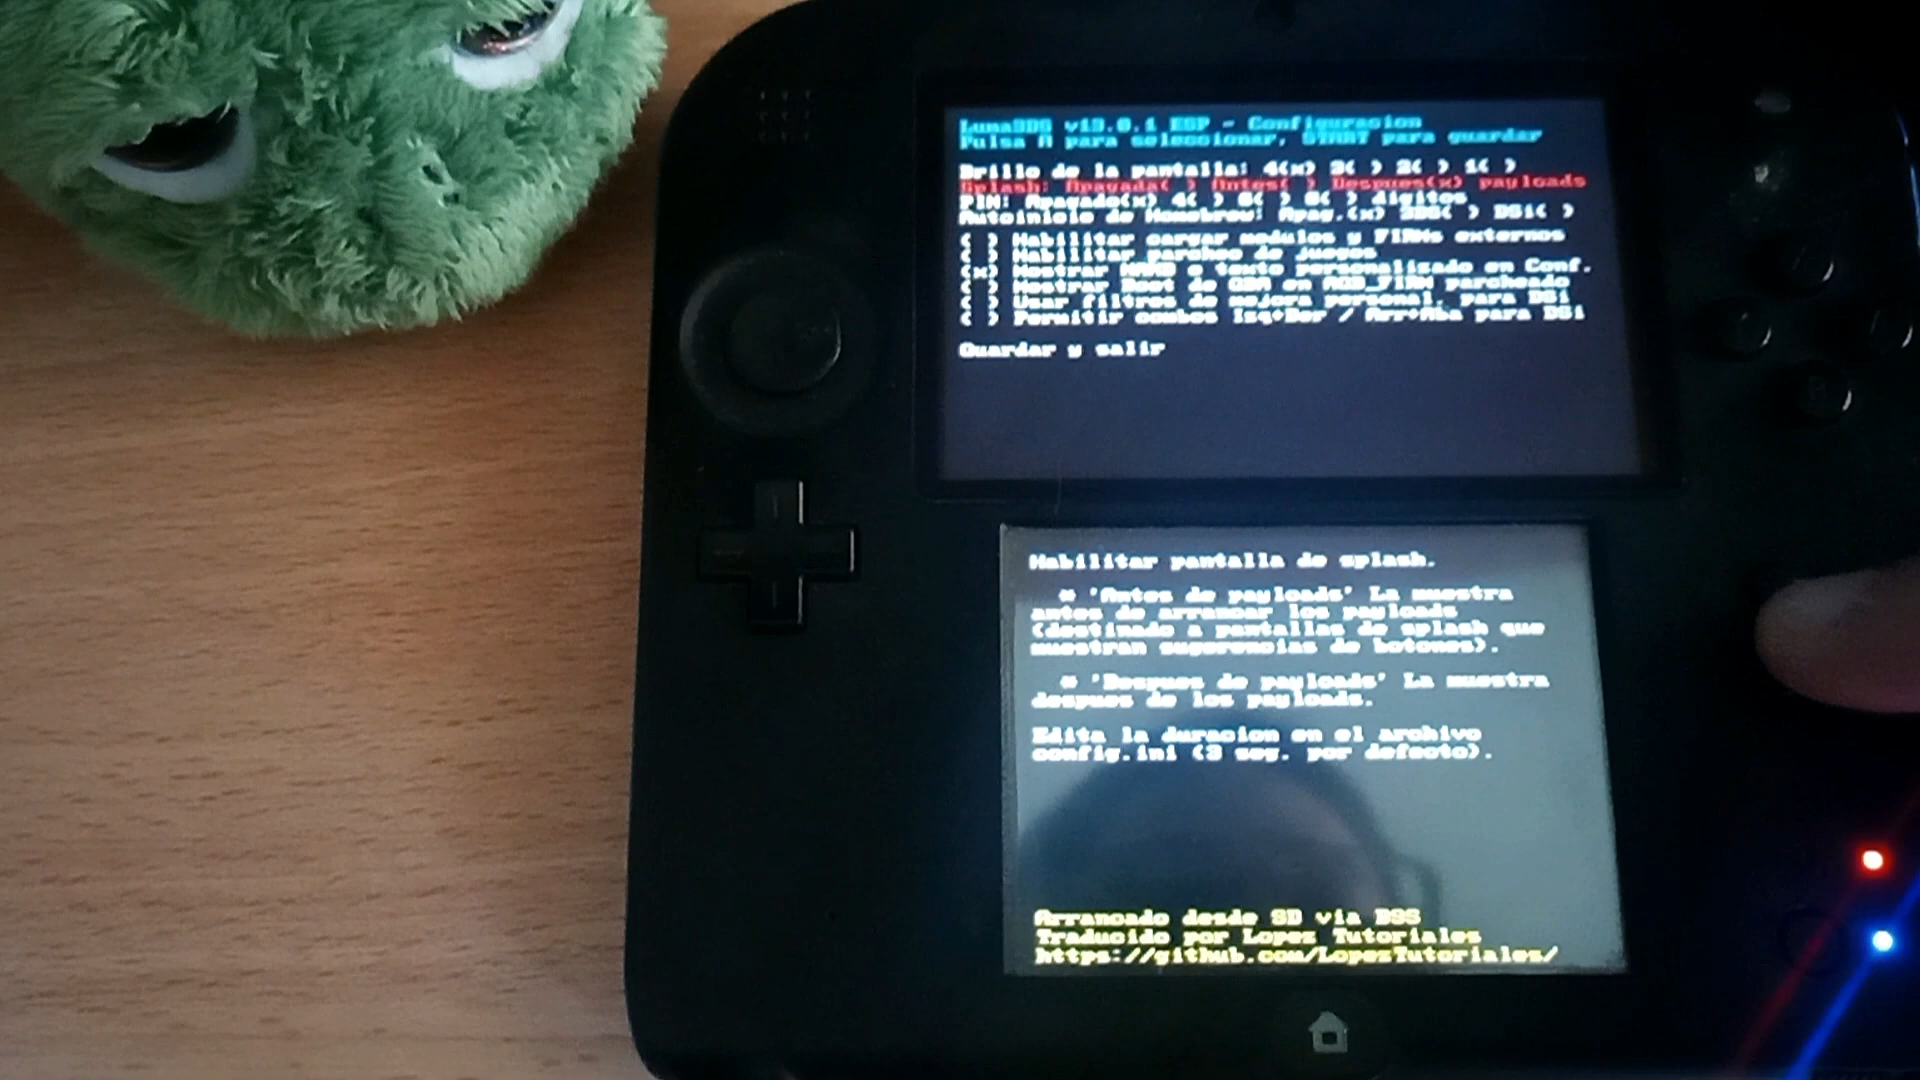 Luma3DS v13.0.1 ESP - Configuracion
Pulsa A para seleccionar, START para guardar
Brillo de la pantalla: 4(x) 3( ) 2( ) 1( )
Splash: Apagada( ) Antes( ) Despues(x) payloads
PIN: Apagado(x) 4( ) 6( ) 8( ) digitos
Autoinicio de Homebrew: Apag.(x) 3DS( ) DSi( )
( ) Habilitar cargar modulos y FIRMs externos
( ) Habilitar parcheo de juegos
(x) Mostrar NAND o texto personalizado en Conf.
( ) Mostrar Boot de GBA en AGB_FIRM parcheado
( ) Usar filtros de mejora personal. para DSi
( ) Permitir combos Izq+Der / Arr+Aba para DSi
Guardar y salir
Habilitar pantalla de splash.
* 'Antes de payloads' La muestra
antes de arrancar los payloads
(destinado a pantallas de splash que
muestran sugerencias de botones).
* 'Despues de payloads' La muestra
despues de los payloads.
Edita la duracion en el archivo
config.ini (3 seg. por defecto).
Arrancado desde SD via B9S
Traducido por Lopez Tutoriales
https://github.com/LopezTutoriales/